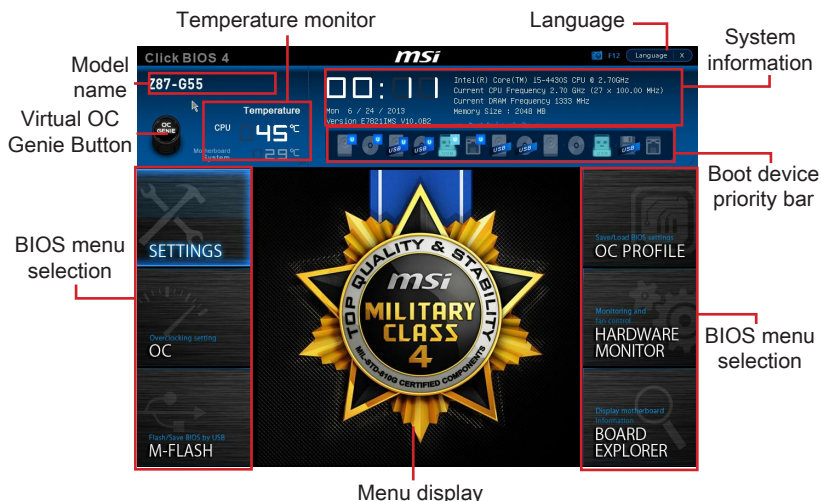 Temperature monitor
Language
System
information
Model
name
Virtual OC
Genie Button
Boot device
priority bar
BIOS menu
selection
BIOS menu
selection
Menu display
Click BIOS 4
msi
F12
Language
X
Z87-G55
OC
GENIE
Temperature
CPU
45℃
Motherboard
System
29℃
00:11
Mon 6 / 24 / 2013
Version E7821IMS V10.0B2
Intel(R) Core(TM) i5-4430S CPU @ 2.70GHz
Current CPU Frequency 2.70 GHz (27 x 100.00 MHz)
Current DRAM Frequency 1333 MHz
Memory Size : 2048 MB
U
U
USB
U
USB
U
U
U
USB
USB
USB
SETTINGS
Overclocking setting
OC
Flash/Save BIOS by USB
M-FLASH
TOP QUALITY & STABILITY
msi
MILITARY
CLASS
4
MIL-STD-810G CERTIFIED COMPONENTS
Save/Load BIOS settings
OC PROFILE
Monitoring and
fan-control
HARDWARE
MONITOR
Display motherboard
information
BOARD
EXPLORER